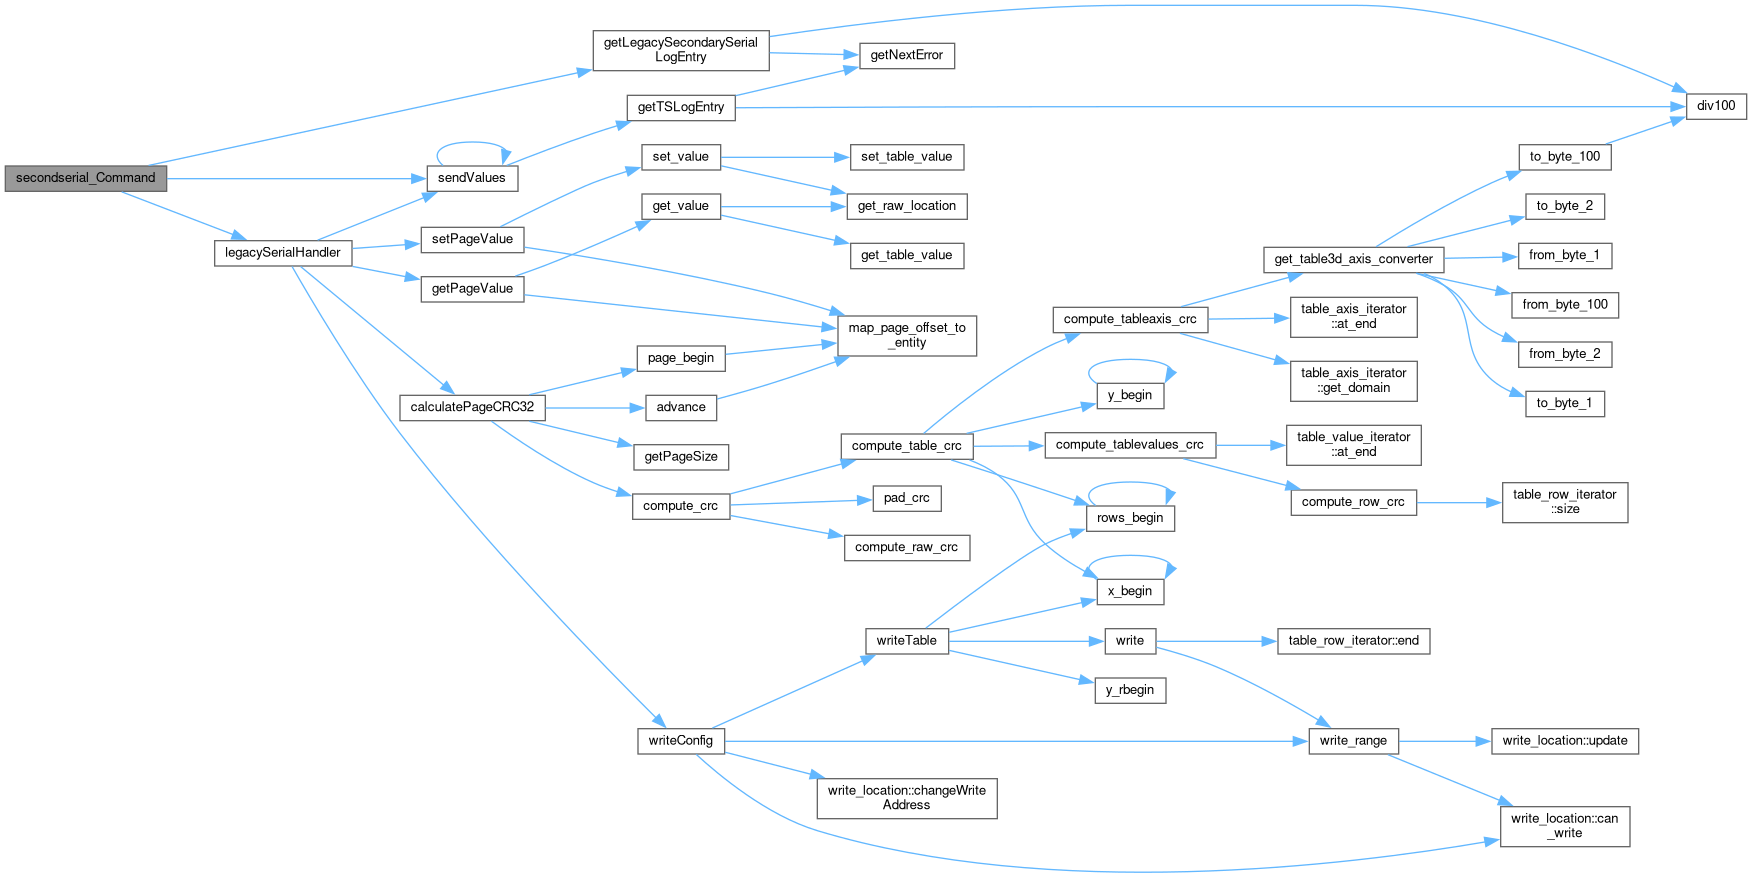 getLegacySecondarySerial
LogEntry
getNextError
getTSLogEntry
div100
secondserial_Command
sendValues
set_value
set_table_value
to_byte_100
get_value
get_raw_location
to_byte_2
legacySerialHandler
setPageValue
get_table_value
get_table3d_axis_converter
from_byte_1
getPageValue
from_byte_100
map_page_offset_to
_entity
compute_tableaxis_crc
table_axis_iterator
::at_end
page_begin
from_byte_2
table_axis_iterator
::get_domain
y_begin
to_byte_1
calculatePageCRC32
advance
compute_table_crc
compute_tablevalues_crc
table_value_iterator
::at_end
getPageSize
compute_crc
pad_crc
rows_begin
compute_row_crc
table_row_iterator
::size
compute_raw_crc
x_begin
writeTable
write
table_row_iterator::end
y_rbegin
writeConfig
write_range
write_location::update
write_location::changeWrite
Address
write_location::can
_write